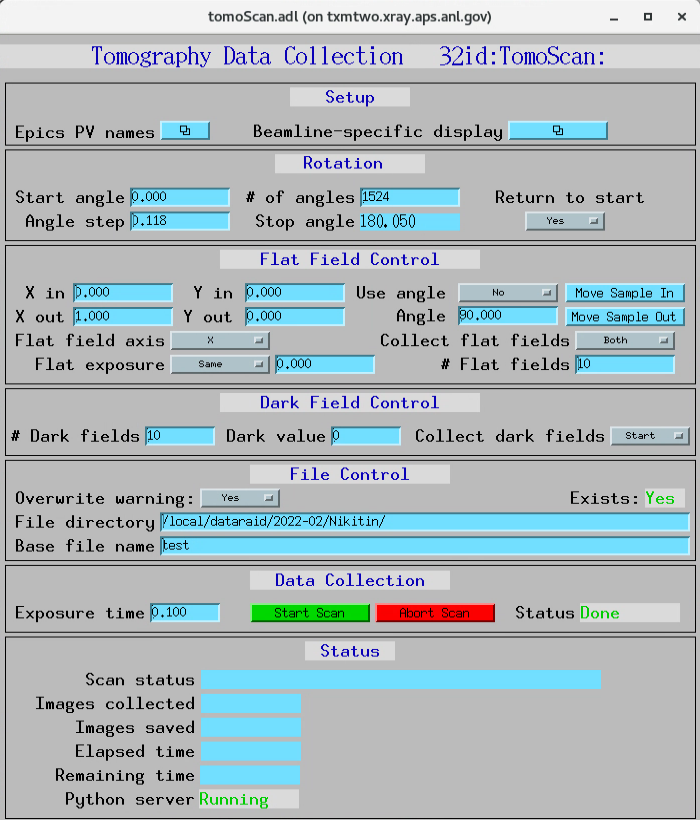 tomoScan.adl (on txmtwo.xray.aps.anl.gov)
Tomography Data Collection 32id:TomoScan:
Setup
Epics PV names Beamline-specific display
Rotation
Start angle 0.000 # of angles 1524 Return to start
Angle step 0.118 Stop angle 180.050 Yes
Flat Field Control
X in 0.000 Y in 0.000 Use angle No Move Sample In
X out 1.000 Y out 0.000 Angle 90.000 Move Sample Out
Flat field axis X Collect flat fields Both
Flat exposure Same 0.000 # Flat fields 10
Dark Field Control
# Dark fields 10 Dark value 0 Collect dark fields Start
File Control
Overwrite warning: Yes Exists: Yes
File directory /local/dataraid/2022-02/Nikitin/
Base file name test
Data Collection
Exposure time 0.100 Start Scan Abort Scan Status Done
Status
Scan status
Images collected
Images saved
Elapsed time
Remaining time
Python server Running